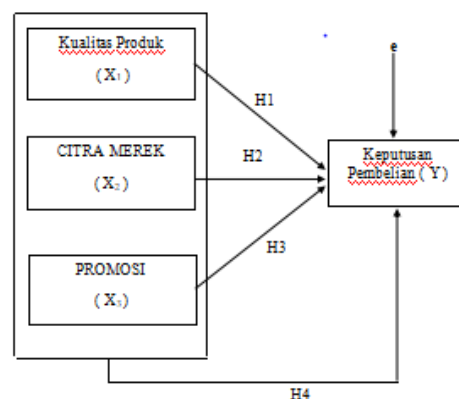 Kualitas Produk
( X₁ )
e
H1
CITRA MEREK
( X₂ )
H2
Keputusan
Pembelian ( Y )
H3
PROMOSI
( X₃ )
H4